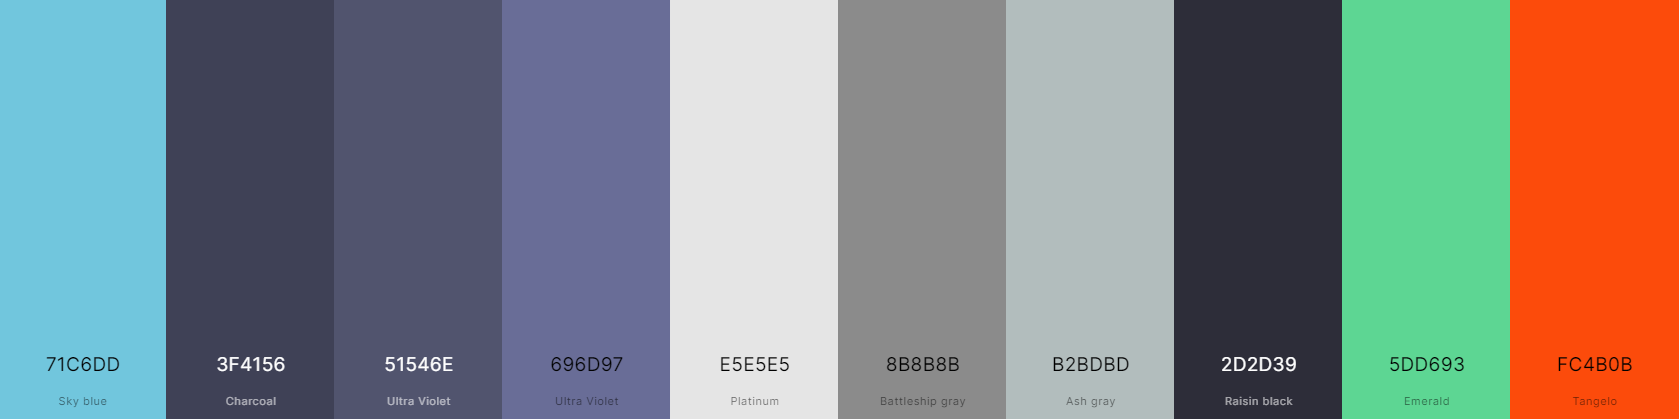 71C6DD 3F4156 51546E 696D97 E5E5E5 8B8B8B B2BDBD 2D2D39 5DD693 FC4B0B
Sky blue Charcoal Ultra Violet Ultra Violet Platinum Battleship gray Ash gray Raisin black Emerald Tangelo